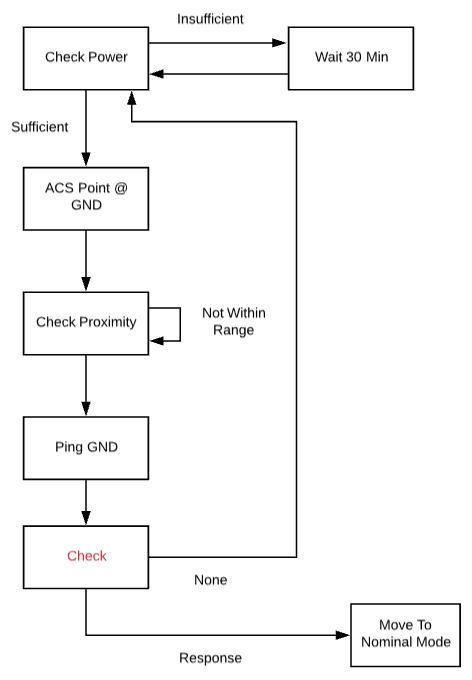 Insufficient
Check Power
Wait 30 Min
Sufficient
ACS Point @
GND
Check Proximity
Not Within
Range
Ping GND
Check
None
Move To
Nominal Mode
Response